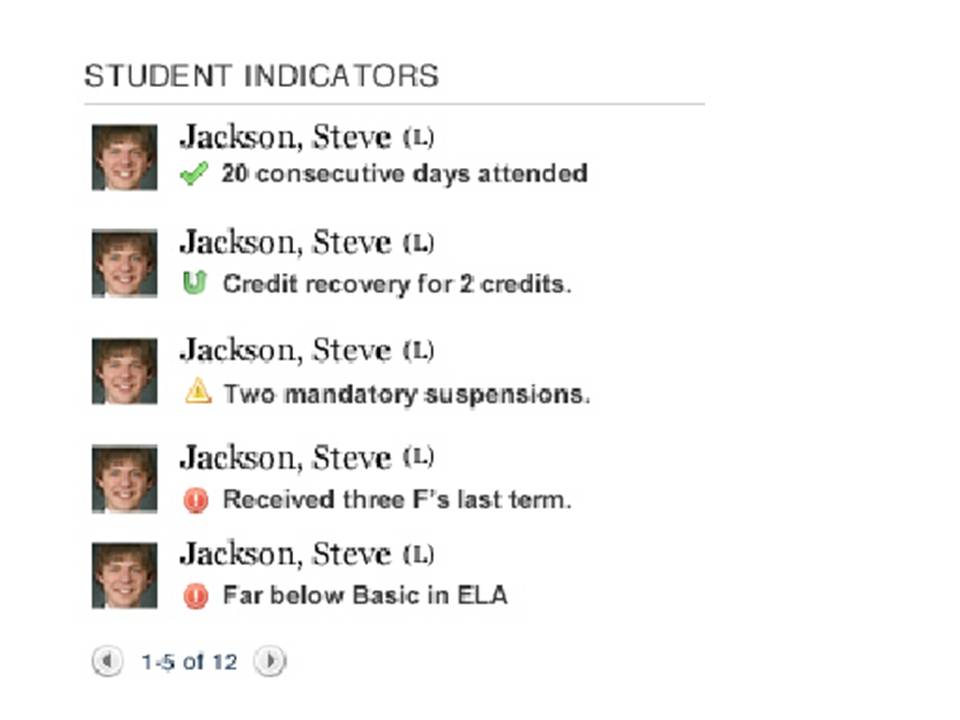 STUDENT INDICATORS
Jackson, Steve (L)
20 consecutive days attended
Jackson, Steve (L)
Credit recovery for 2 credits.
Jackson, Steve (L)
Two mandatory suspensions.
Jackson, Steve (L)
Received three F's last term.
Jackson, Steve (L)
Far below Basic in ELA
1-5 of 12